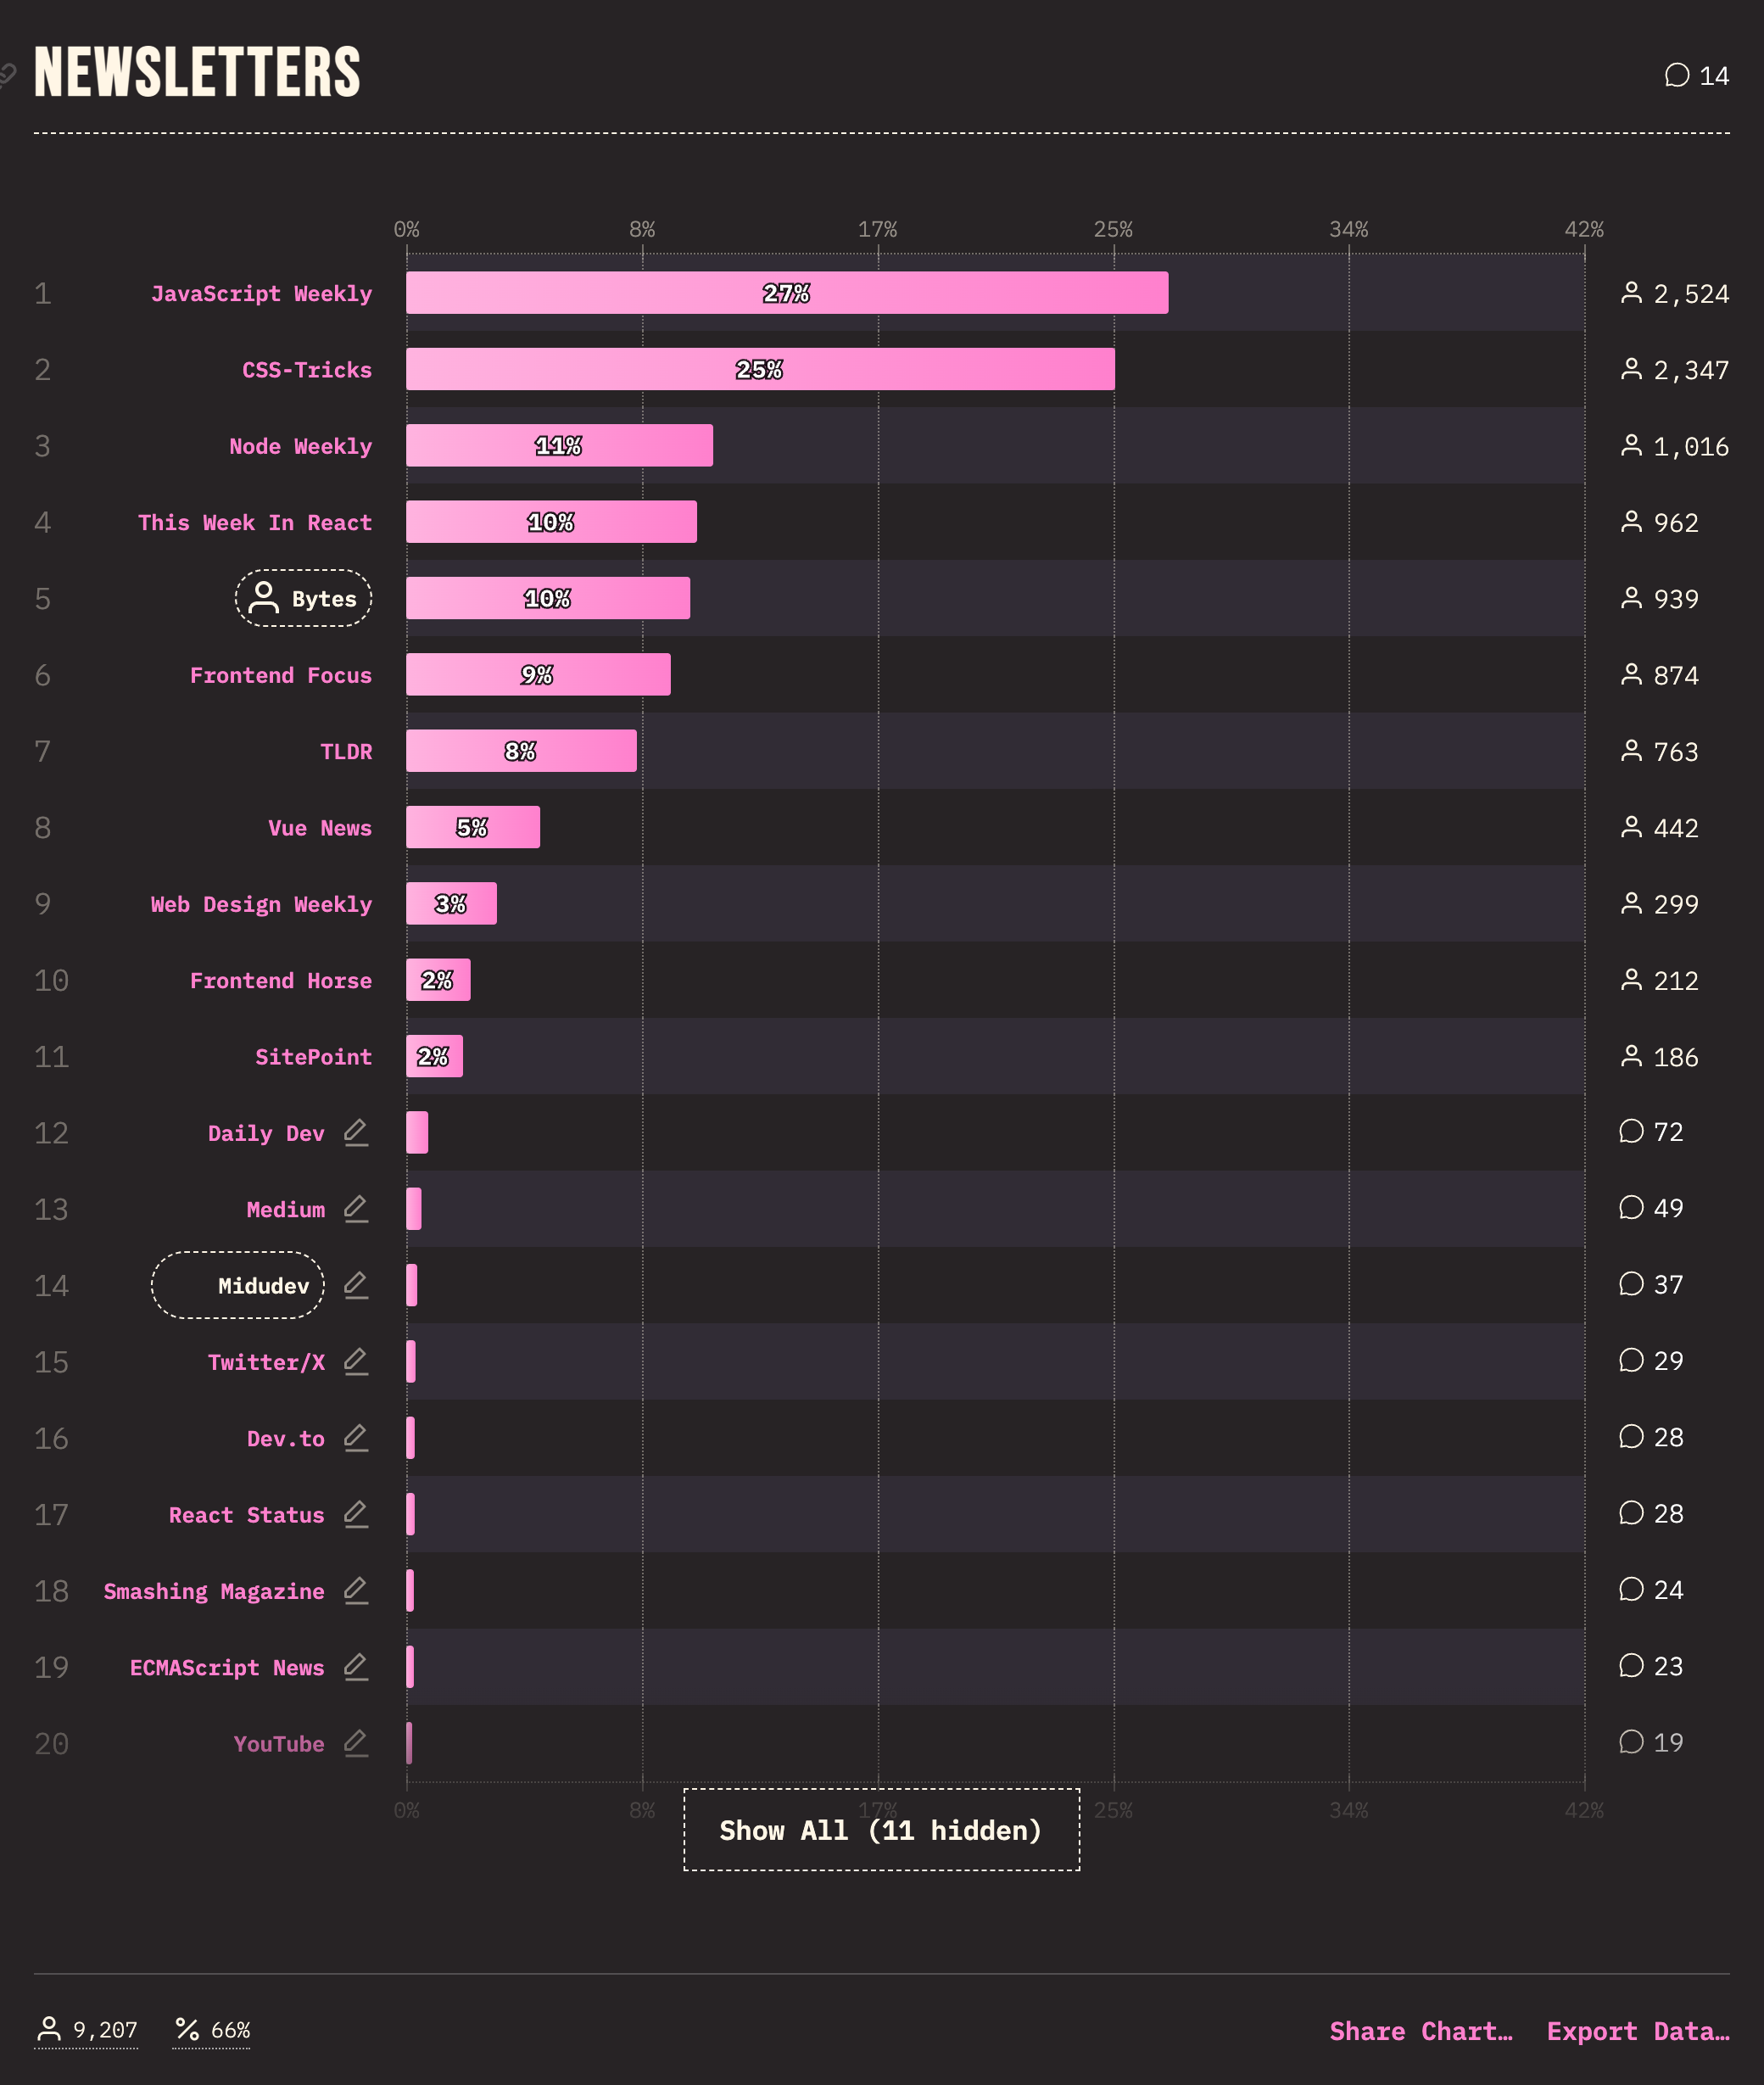 NEWSLETTERS 14
0% 8% 17% 25% 34% 42%
1 JavaScript Weekly 27% 2,524
2 CSS-Tricks 25% 2,347
3 Node Weekly 11% 1,016
4 This Week In React 10% 962
5 Bytes 10% 939
6 Frontend Focus 9% 874
7 TLDR 8% 763
8 Vue News 5% 442
9 Web Design Weekly 3% 299
10 Frontend Horse 2% 212
11 SitePoint 2% 186
12 Daily Dev 72
13 Medium 49
14 Midudev 37
15 Twitter/X 29
16 Dev.to 28
17 React Status 28
18 Smashing Magazine 24
19 ECMAScript News 23
20 YouTube 19
0% 8% 17% 25% 34% 42%
Show All (11 hidden)
9,207 % 66% Share Chart… Export Data…